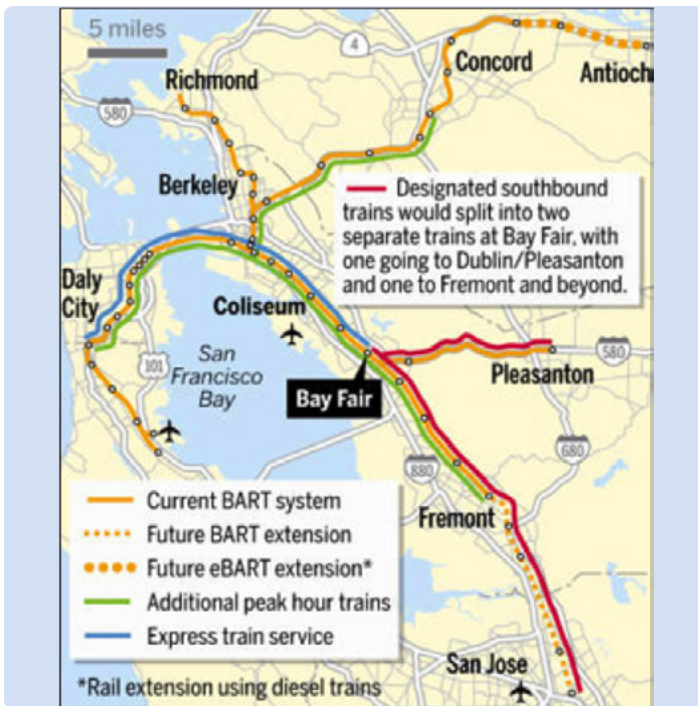 5 miles
4
Concord
Antioch
Richmond
580
Berkeley
Designated southbound
trains would split into two
separate trains at Bay Fair, with
one going to Dublin/Pleasanton
and one to Fremont and beyond.
Daly
City
Coliseum
San
Francisco
Bay
101
580
Pleasanton
Bay Fair
680
880
Fremont
Current BART system
Future BART extension
Future eBART extension*
Additional peak hour trains
Express train service
San Jose
*Rail extension using diesel trains